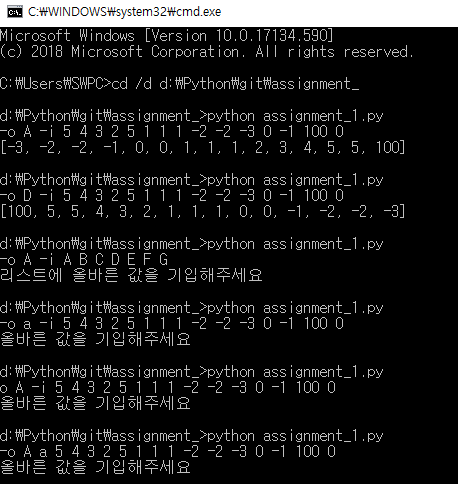 C:₩WINDOWS₩system32₩cmd.exe
Microsoft Windows [Version 10.0.17134.590]
(c) 2018 Microsoft Corporation. All rights reserved.
C:₩Users₩SWPC>cd /d d:₩Python₩git₩assignment_
d:₩Python₩git₩assignment_>python assignment_1.py
-o A -i 5 4 3 2 5 1 1 1 -2 -2 -3 0 -1 100 0
[-3, -2, -2, -1, 0, 0, 1, 1, 1, 2, 3, 4, 5, 5, 100]
d:₩Python₩git₩assignment_>python assignment_1.py
-o D -i 5 4 3 2 5 1 1 1 -2 -2 -3 0 -1 100 0
[100, 5, 5, 4, 3, 2, 1, 1, 1, 0, 0, -1, -2, -2, -3]
d:₩Python₩git₩assignment_>python assignment_1.py
-o A -i A B C D E F G
리스트에 올바른 값을 기입해주세요
d:₩Python₩git₩assignment_>python assignment_1.py
-o a -i 5 4 3 2 5 1 1 1 -2 -2 -3 0 -1 100 0
올바른 값을 기입해주세요
d:₩Python₩git₩assignment_>python assignment_1.py
o A -i 5 4 3 2 5 1 1 1 -2 -2 -3 0 -1 100 0
올바른 값을 기입해주세요
d:₩Python₩git₩assignment_>python assignment_1.py
-o A a 5 4 3 2 5 1 1 1 -2 -2 -3 0 -1 100 0
올바른 값을 기입해주세요